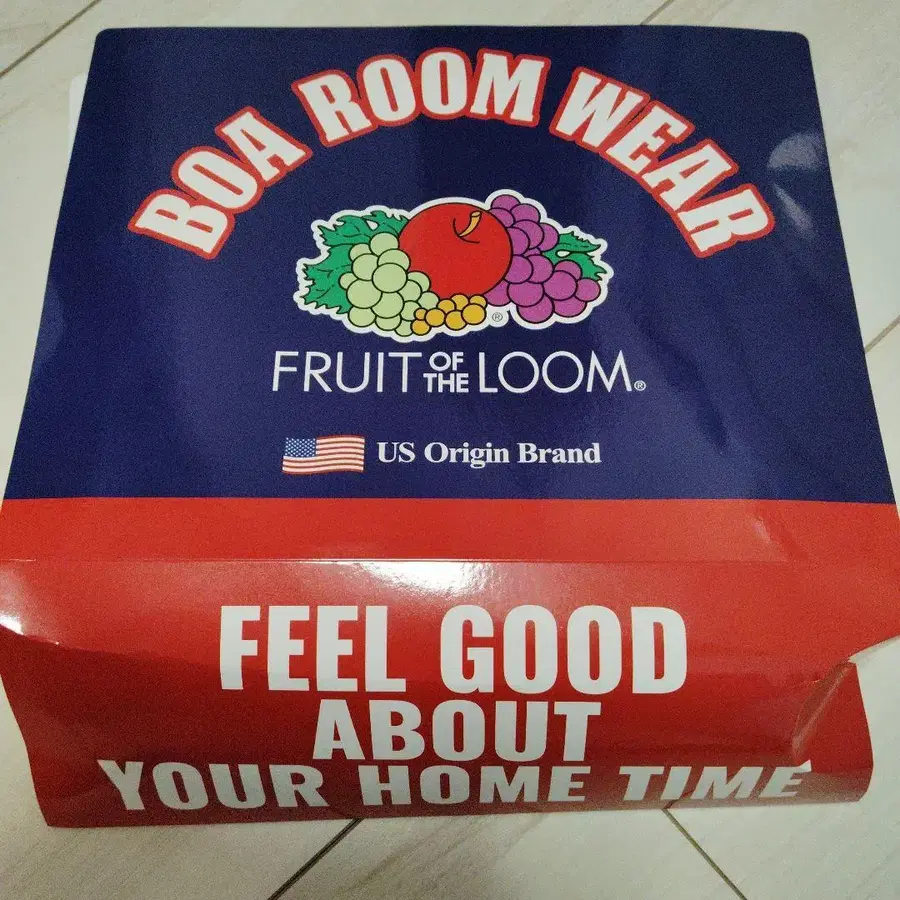 BOA ROOM WEAR
®
FRUIT OF THE LOOM®
US Origin Brand
FEEL GOOD
ABOUT
YOUR HOME TIME